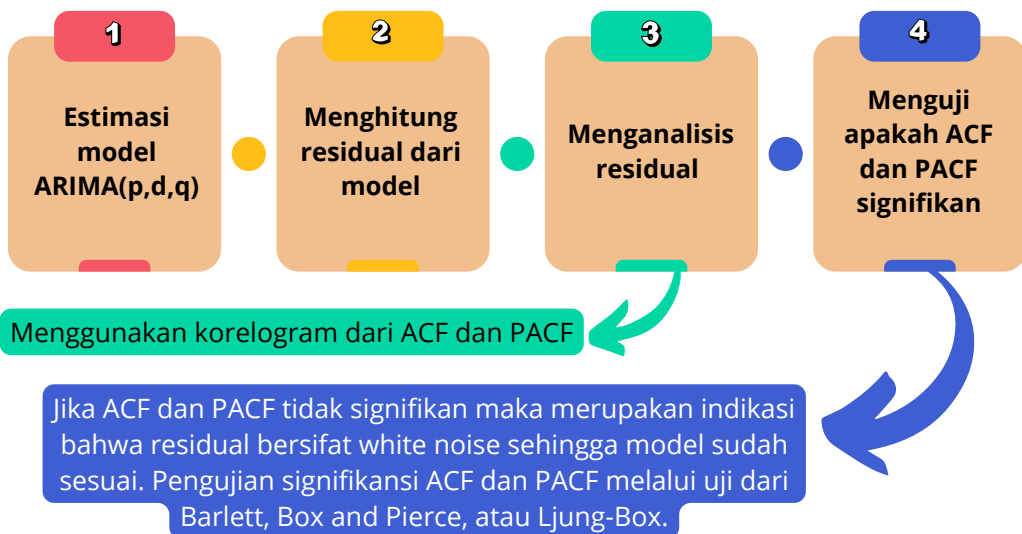 1
Estimasi
model
ARIMA(p,d,q)
2
Menghitung
residual dari
model
3
Menganalisis
residual
4
Menguji
apakah ACF
dan PACF
signifikan
Menggunakan korelogram dari ACF dan PACF
Jika ACF dan PACF tidak signifikan maka merupakan indikasi
bahwa residual bersifat white noise sehingga model sudah
sesuai. Pengujian signifikansi ACF dan PACF melalui uji dari
Barlett, Box and Pierce, atau Ljung-Box.